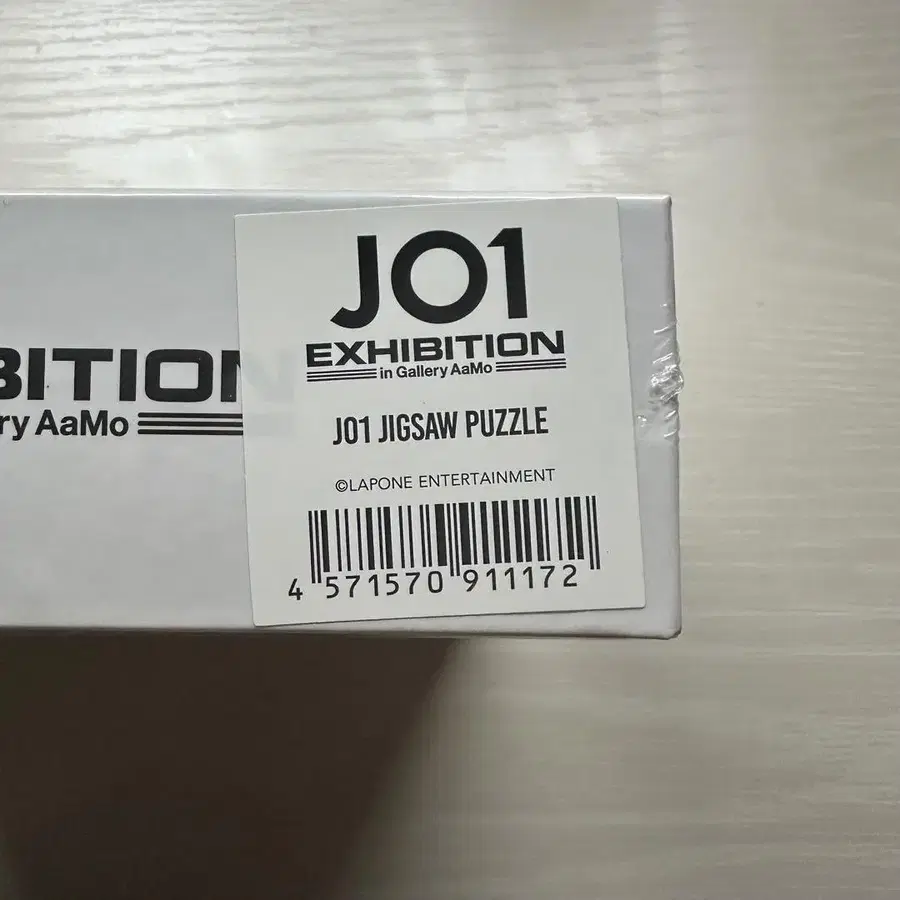 BITION
ry AaMo
JO1
EXHIBITION
in Gallery AaMo
JO1 JIGSAW PUZZLE
©LAPONE ENTERTAINMENT
4 571570 911172